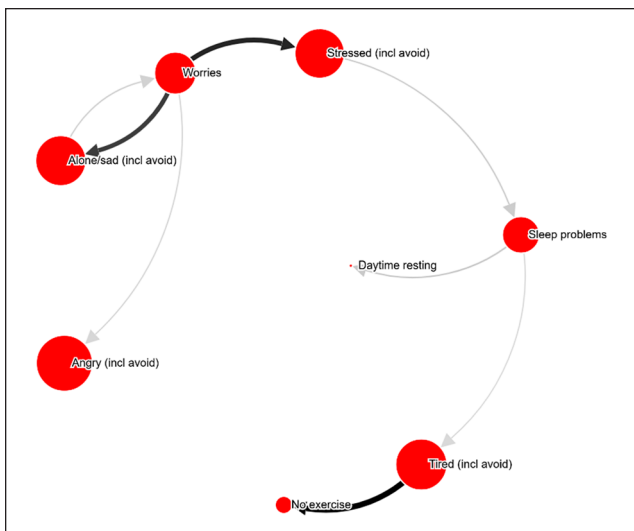 Stressed (incl avoid)
Worries
Alone/sad (incl avoid)
Sleep problems
Daytime resting
Angry (incl avoid)
Tired (incl avoid)
No exercise